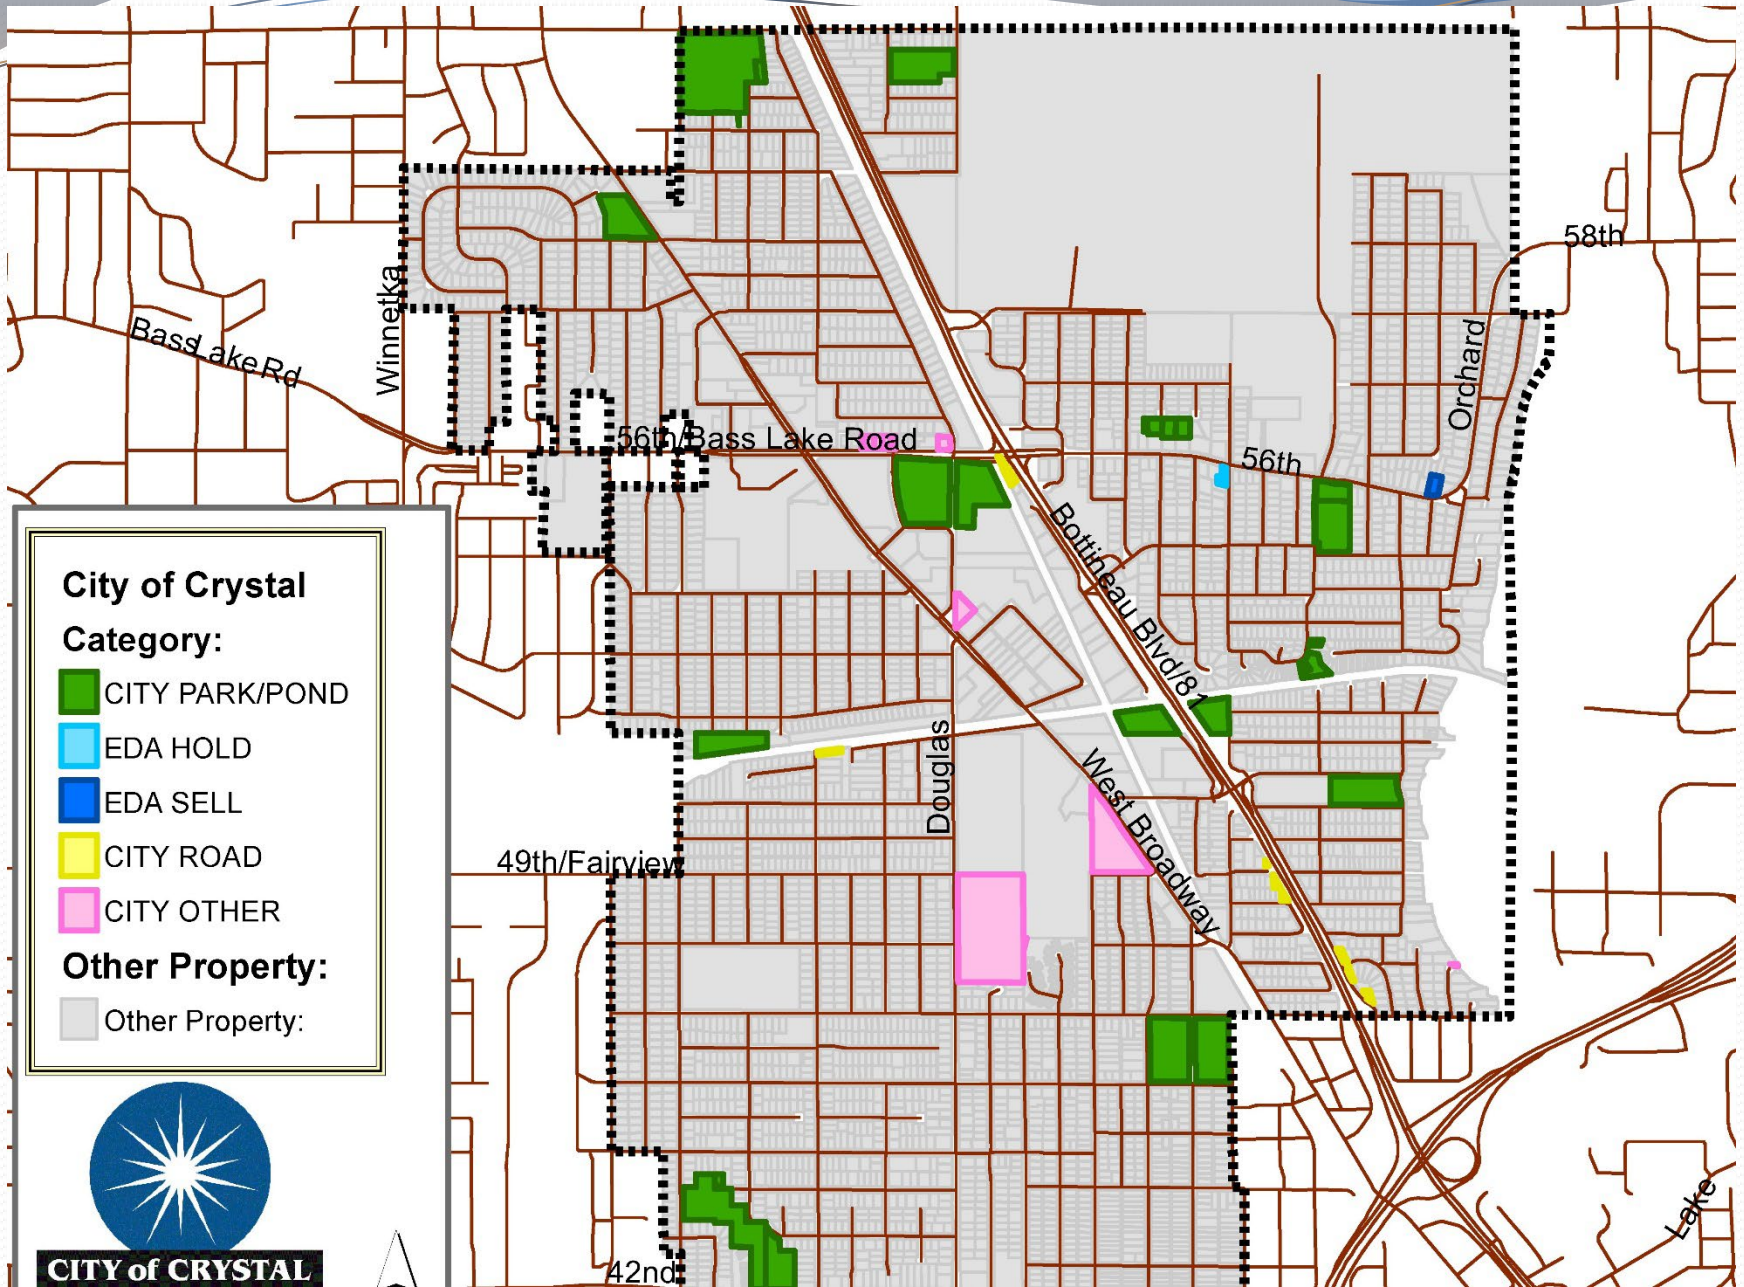 58th
Winnetka
Bass Lake Rd
Orchard
56th/Bass Lake Road
56th
Bottineau Blvd/81
City of Crystal
Category:
CITY PARK/POND
EDA HOLD
EDA SELL
CITY ROAD
CITY OTHER
Other Property:
Other Property:
Douglas
West Broadway
49th/Fairview
Lake
CITY of CRYSTAL
42nd